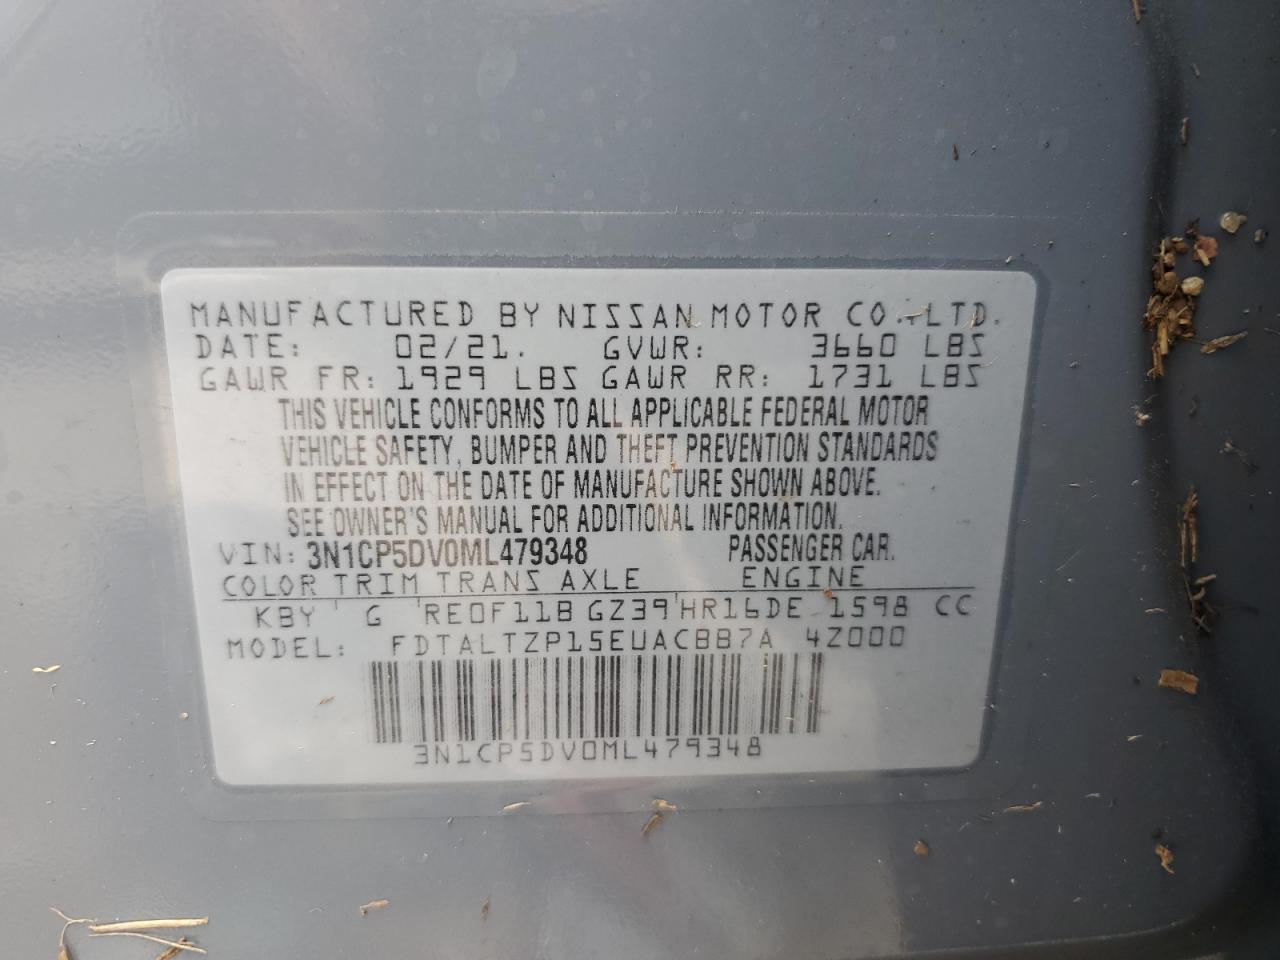 MANUFACTURED BY NISSAN MOTOR CO., LTD.
DATE: 02/21. GVWR: 3660 LBS
GAWR FR: 1929 LBS GAWR RR: 1731 LBS
THIS VEHICLE CONFORMS TO ALL APPLICABLE FEDERAL MOTOR
VEHICLE SAFETY, BUMPER AND THEFT PREVENTION STANDARDS
IN EFFECT ON THE DATE OF MANUFACTURE SHOWN ABOVE.
SEE OWNER'S MANUAL FOR ADDITIONAL INFORMATION.
VIN: 3N1CP5DV0ML479348 PASSENGER CAR.
COLOR TRIM TRANS AXLE ENGINE
KBY ' G 'RE0F11B GZ39'HR16DE 1598 CC
MODEL: FDTALTZP15EUACBB7A 4Z000
3N1CP5DV0ML479348